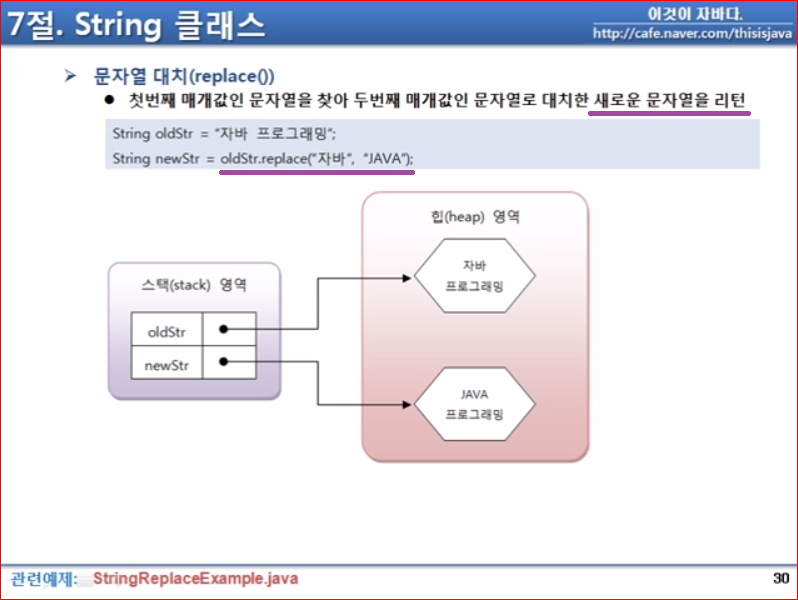 7절. String 클래스
이것이 자바다.
http://cafe.naver.com/thisisjava
➤ 문자열 대치(replace())
● 첫번째 매개값인 문자열을 찾아 두번째 매개값인 문자열로 대치한 새로운 문자열을 리턴
String oldStr = “자바 프로그래밍”;
String newStr = oldStr.replace(“자바”, “JAVA”);
힙(heap) 영역
자바
프로그래밍
스택(stack) 영역
oldStr
newStr
JAVA
프로그래밍
관련예제: StringReplaceExample.java
30